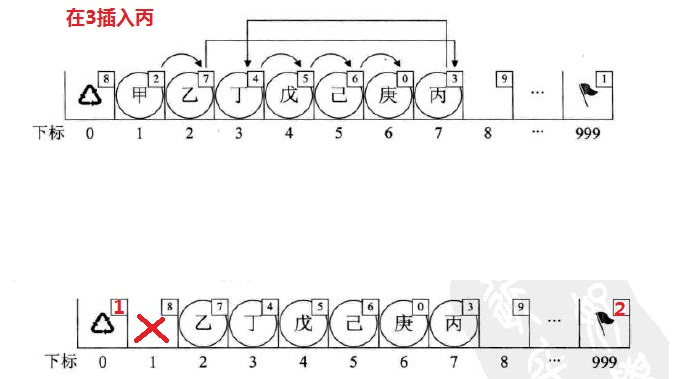 在3插入丙
8 2 7 4 5 6 0 3 9 1
甲 乙 丁 戊 己 庚 丙 ...
下标 0 1 2 3 4 5 6 7 8 ... 999
1 8 7 4 5 6 0 3 9 2
乙 丁 戊 己 庚 丙 ...
下标 0 1 2 3 4 5 6 7 8 ... 999